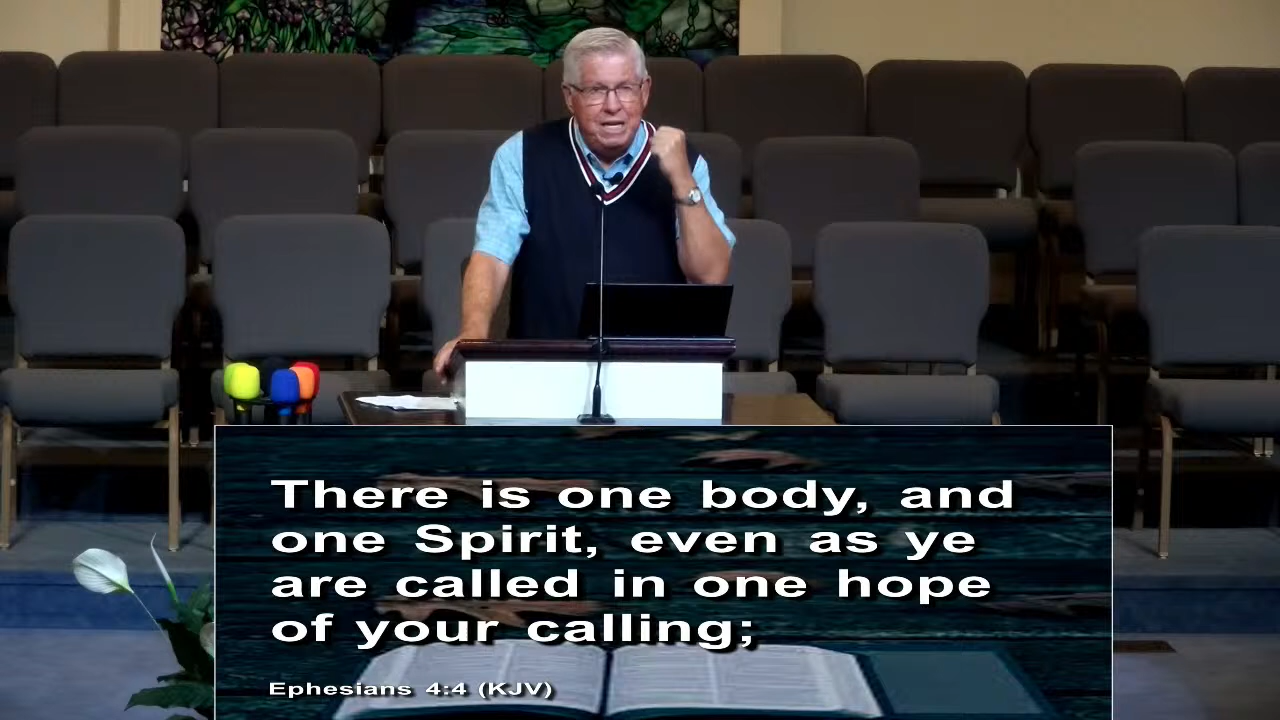 There is one body, and
one Spirit, even as ye
are called in one hope
of your calling;
Ephesians 4:4 (KJV)